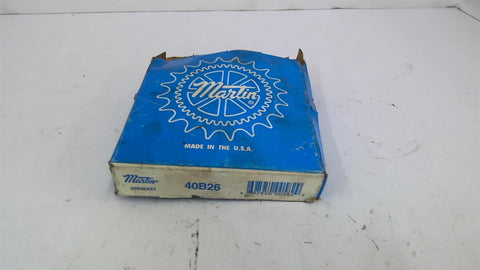 Martin
MADE IN THE U.S.A.
Martin
SPROCKET
40B26